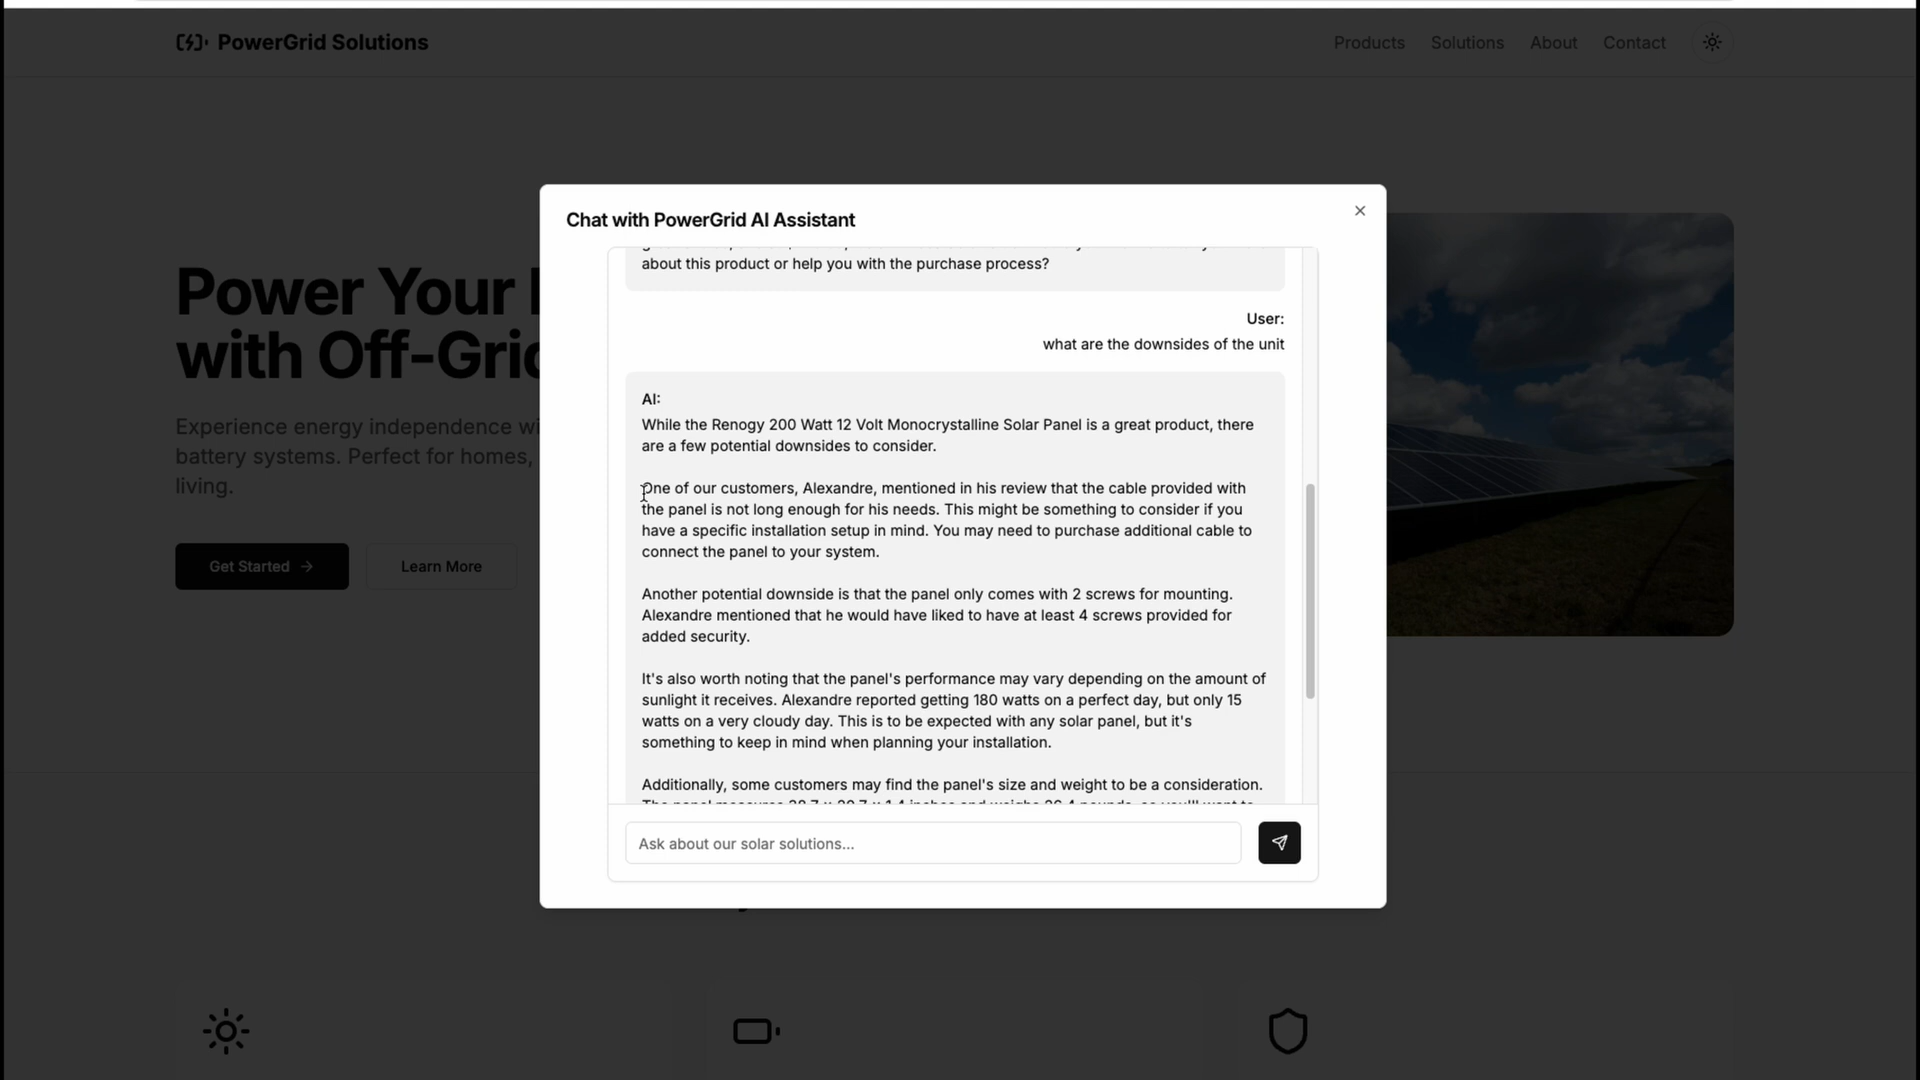 PowerGrid Solutions
Products Solutions About Contact
Power Your
with Off-Grid
Experience energy independence wi
battery systems. Perfect for homes,
living.
Get Started
Learn More
Chat with PowerGrid AI Assistant
about this product or help you with the purchase process?
User:
what are the downsides of the unit
AI:
While the Renogy 200 Watt 12 Volt Monocrystalline Solar Panel is a great product, there
are a few potential downsides to consider.
One of our customers, Alexandre, mentioned in his review that the cable provided with
the panel is not long enough for his needs. This might be something to consider if you
have a specific installation setup in mind. You may need to purchase additional cable to
connect the panel to your system.
Another potential downside is that the panel only comes with 2 screws for mounting.
Alexandre mentioned that he would have liked to have at least 4 screws provided for
added security.
It's also worth noting that the panel's performance may vary depending on the amount of
sunlight it receives. Alexandre reported getting 180 watts on a perfect day, but only 15
watts on a very cloudy day. This is to be expected with any solar panel, but it's
something to keep in mind when planning your installation.
Additionally, some customers may find the panel's size and weight to be a consideration.
Ask about our solar solutions...